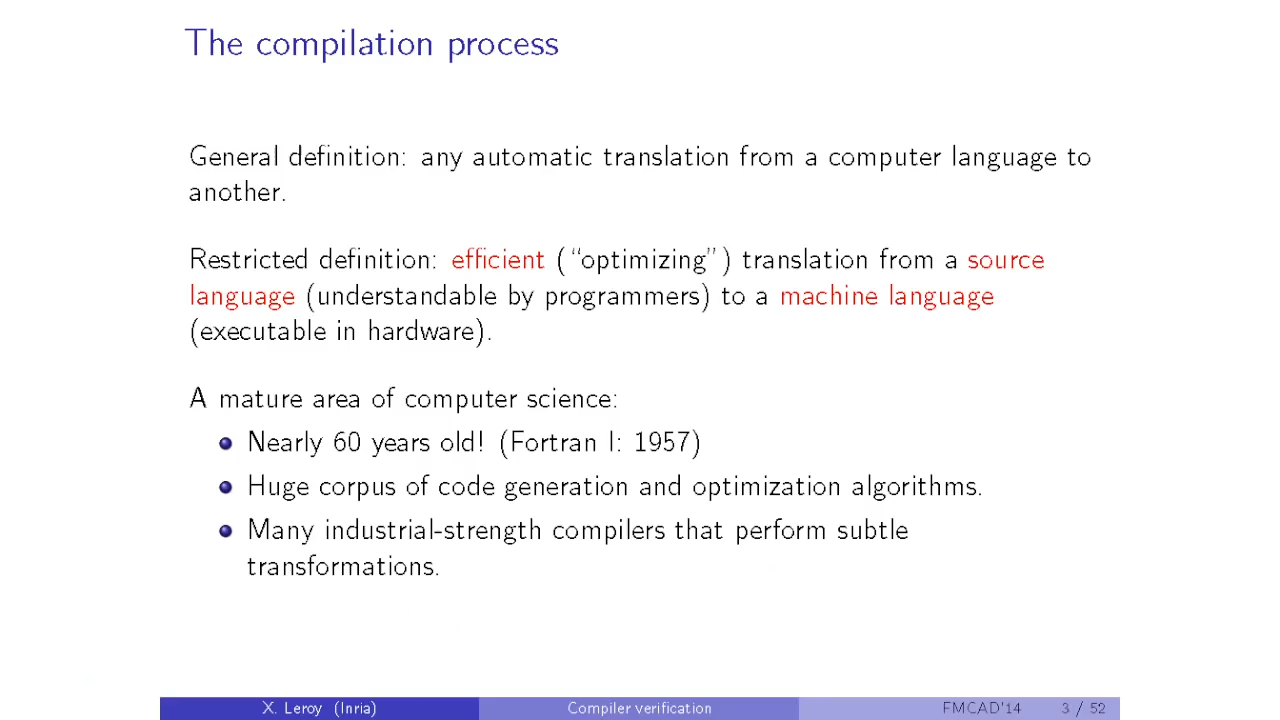 The compilation process
General definition: any automatic translation from a computer language to
another.
Restricted definition: efficient (“optimizing”) translation from a source
language (understandable by programmers) to a machine language
(executable in hardware).
A mature area of computer science:
Nearly 60 years old! (Fortran I: 1957)
Huge corpus of code generation and optimization algorithms.
Many industrial-strength compilers that perform subtle
transformations.
X. Leroy (Inria) Compiler verification FMCAD'14 3 / 52